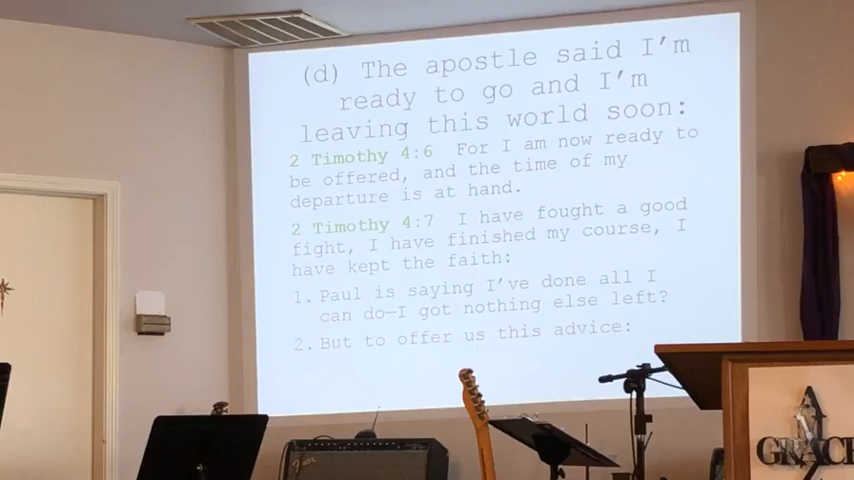 (d) The apostle said I'm
ready to go and I'm
leaving this world soon:
2 Timothy 4:6 For I am now ready to
be offered, and the time of my
departure is at hand.
2 Timothy 4:7 I have fought a good
fight, I have finished my course, I
have kept the faith:
1. Paul is saying I've done all I
can do—I got nothing else left?
2. But to offer us this advice:
Fender
GRACE